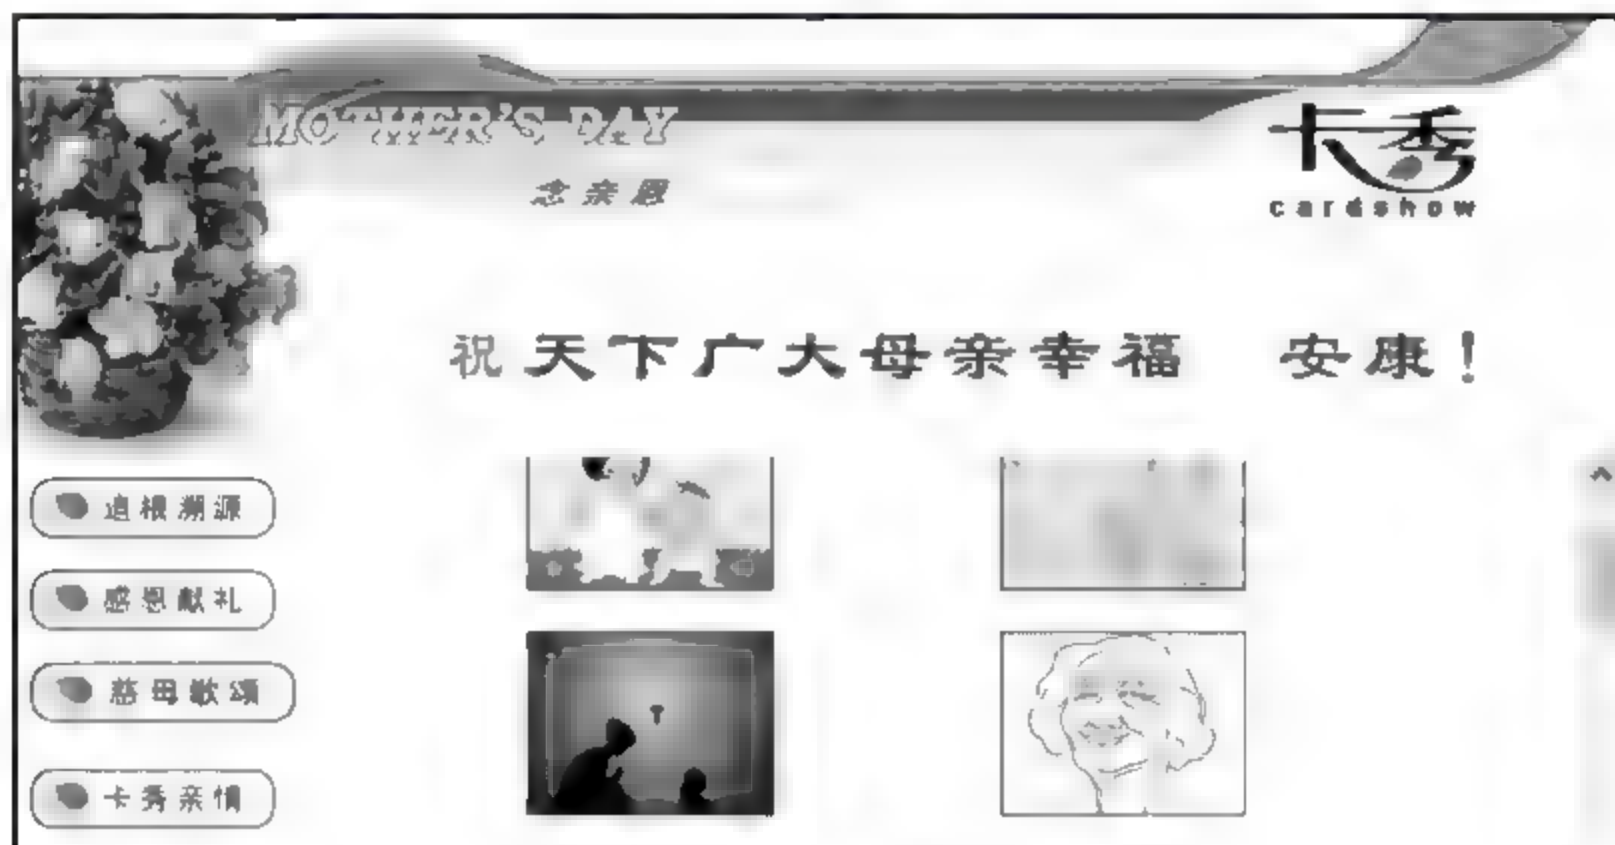 MOTHER'S DAY
念亲恩
卡秀
cardshow
祝天下广大母亲幸福 安康!
追根溯源
感恩献礼
慈母歌颂
卡秀亲情